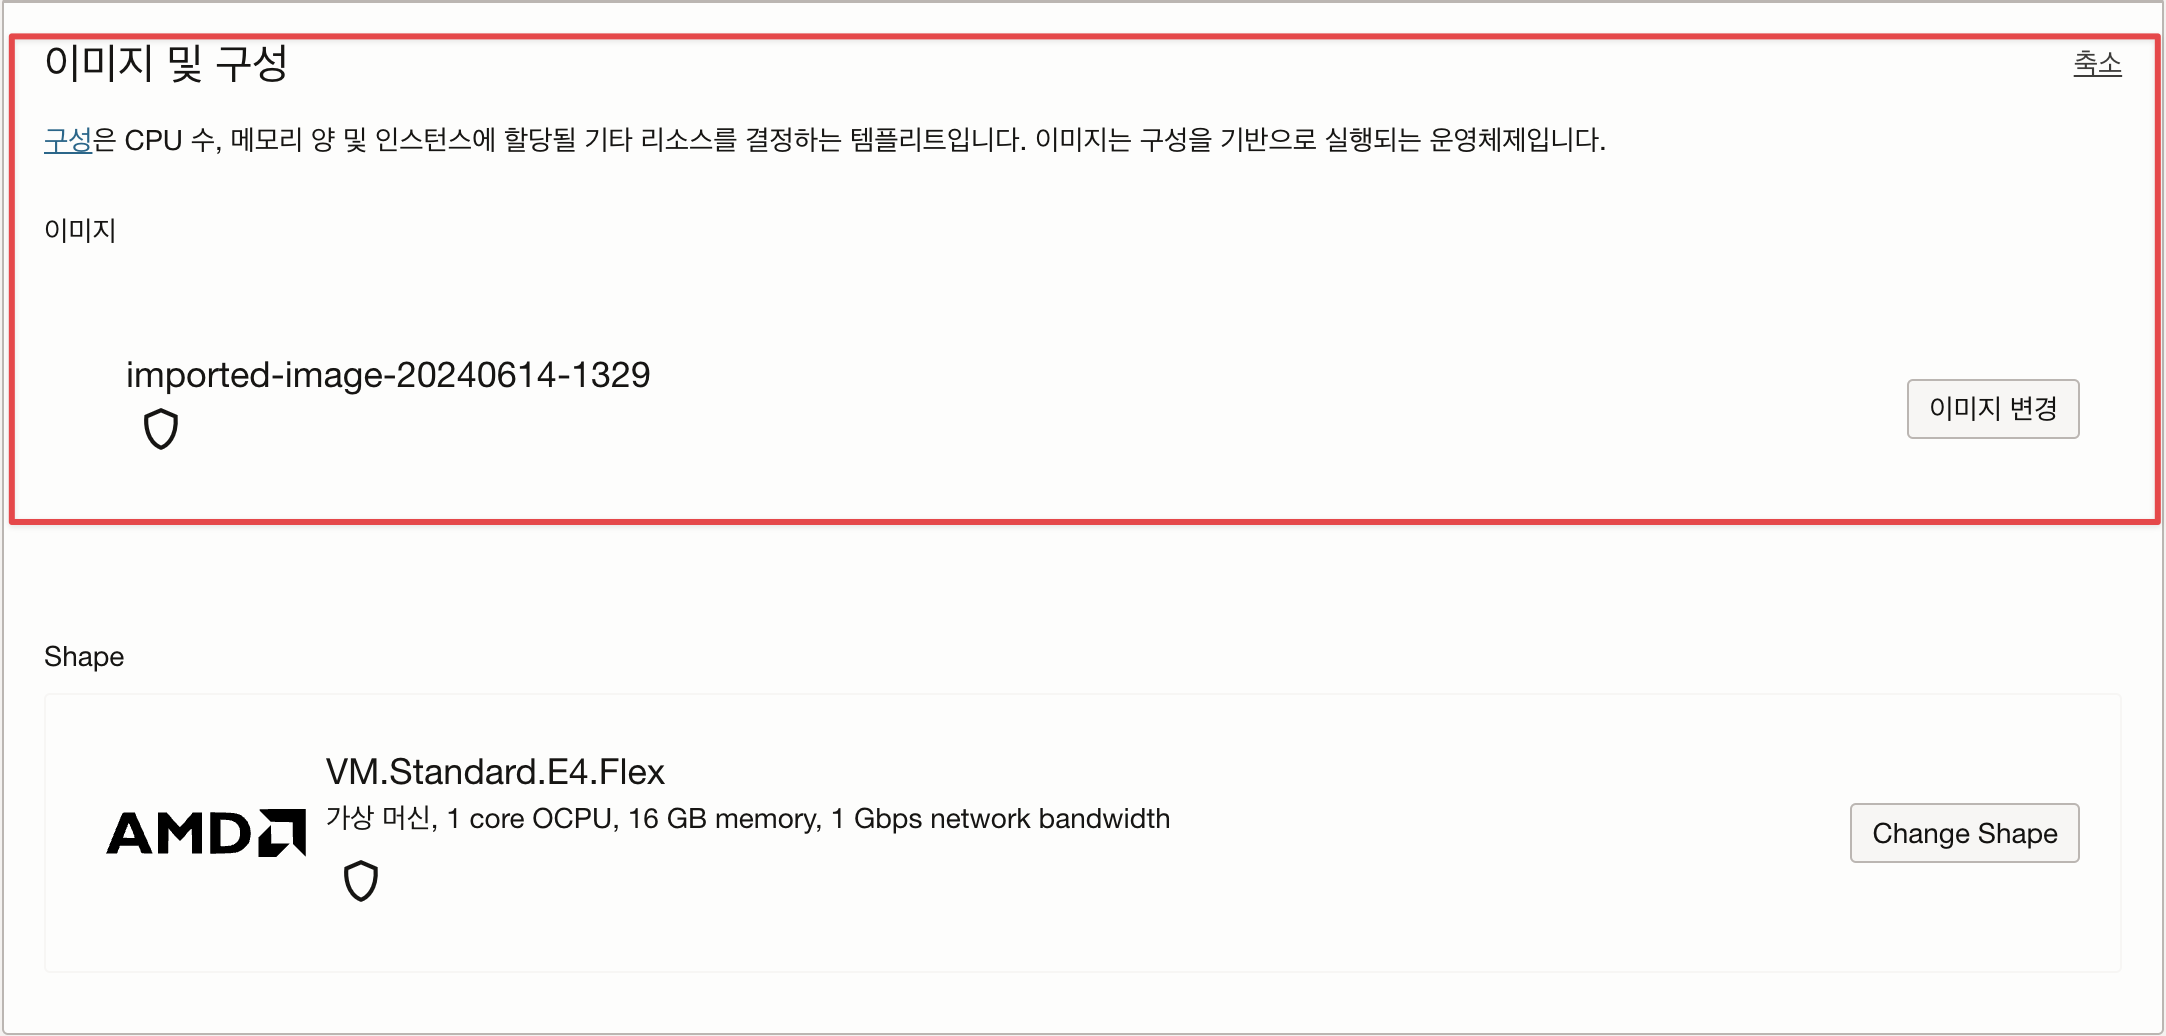 이미지 및 구성
축소
구성은 CPU 수, 메모리 양 및 인스턴스에 할당될 기타 리소스를 결정하는 템플리트입니다. 이미지는 구성을 기반으로 실행되는 운영체제입니다.
이미지
imported-image-20240614-1329
이미지 변경
Shape
AMD
VM.Standard.E4.Flex
가상 머신, 1 core OCPU, 16 GB memory, 1 Gbps network bandwidth
Change Shape